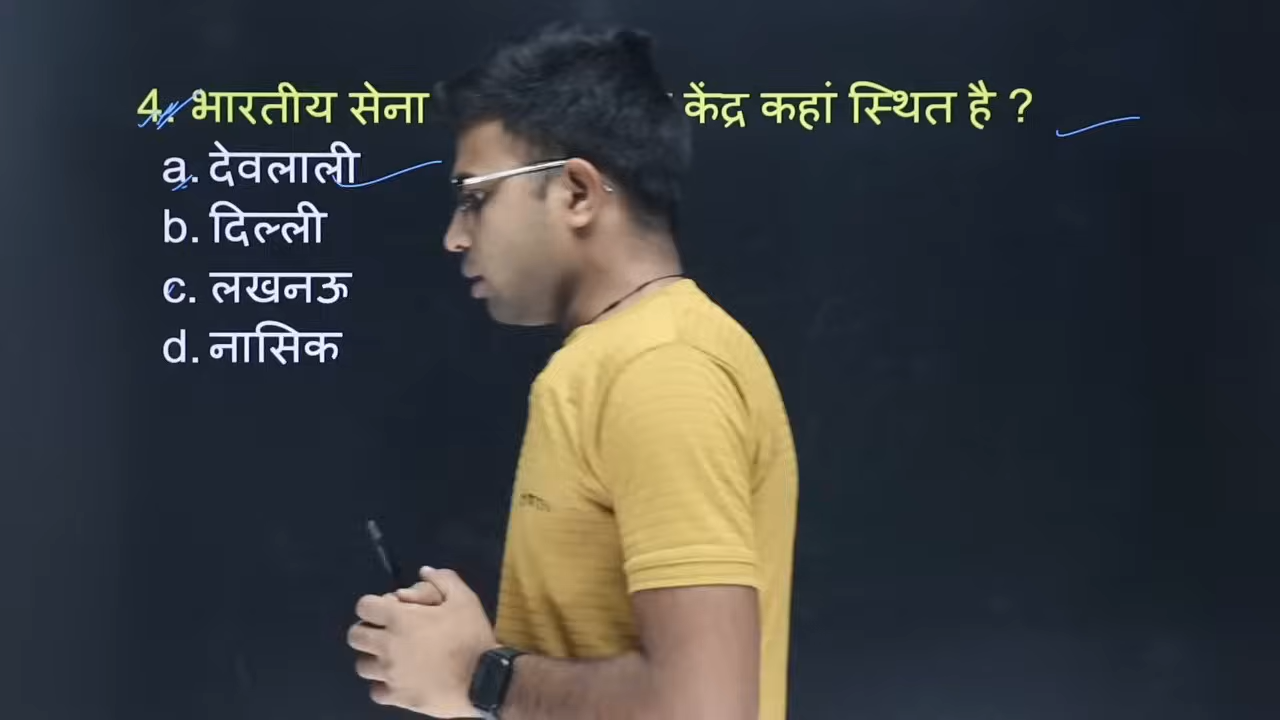 4. भारतीय सेना केंद्र कहां स्थित है ?
a. देवलाली
b. दिल्ली
c. लखनऊ
d. नासिक